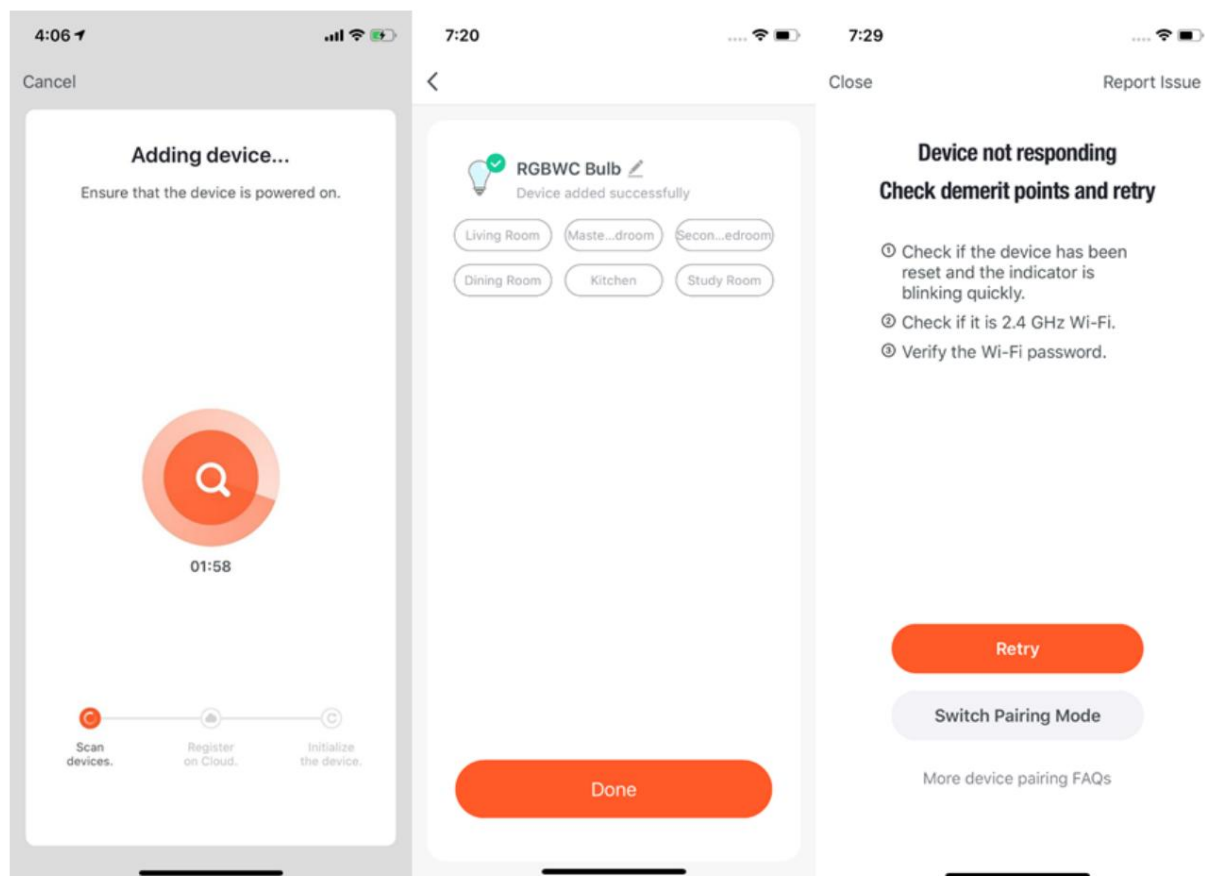 4:06
Cancel
Adding device...
Ensure that the device is powered on.
01:58
Scan
devices.
Register
on Cloud.
Initialize
the device.
7:20
RGBWC Bulb
Device added successfully
Living Room
Maste...droom
Secon...edroom
Dining Room
Kitchen
Study Room
Done
7:29
Close
Report Issue
Device not responding
Check demerit points and retry
① Check if the device has been
reset and the indicator is
blinking quickly.
② Check if it is 2.4 GHz Wi-Fi.
③ Verify the Wi-Fi password.
Retry
Switch Pairing Mode
More device pairing FAQs